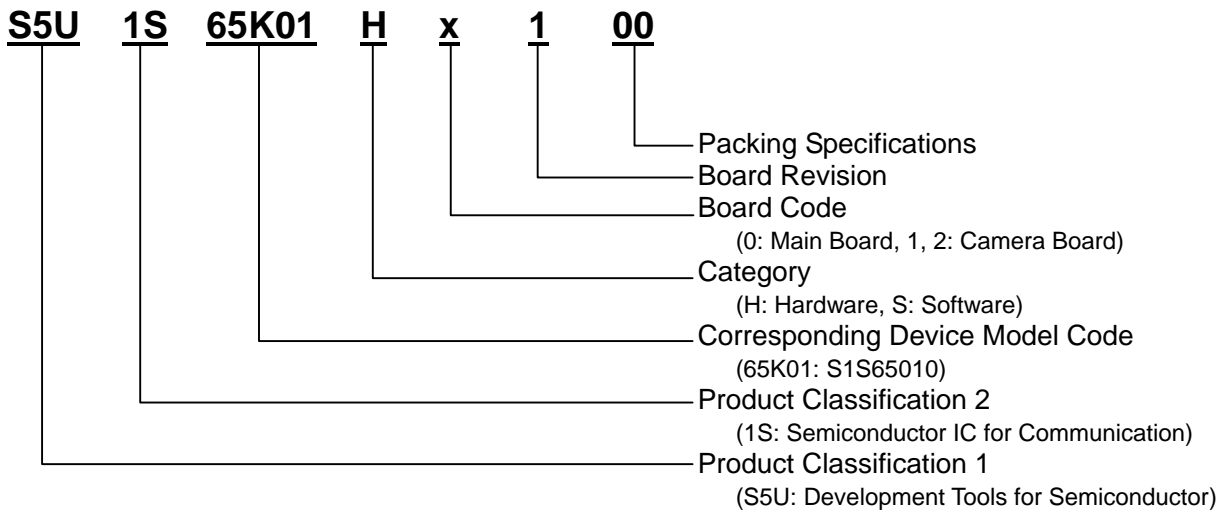 S5U 1S 65K01 H x 1 00
Packing Specifications
Board Revision
Board Code
(0: Main Board, 1, 2: Camera Board)
Category
(H: Hardware, S: Software)
Corresponding Device Model Code
(65K01: S1S65010)
Product Classification 2
(1S: Semiconductor IC for Communication)
Product Classification 1
(S5U: Development Tools for Semiconductor)